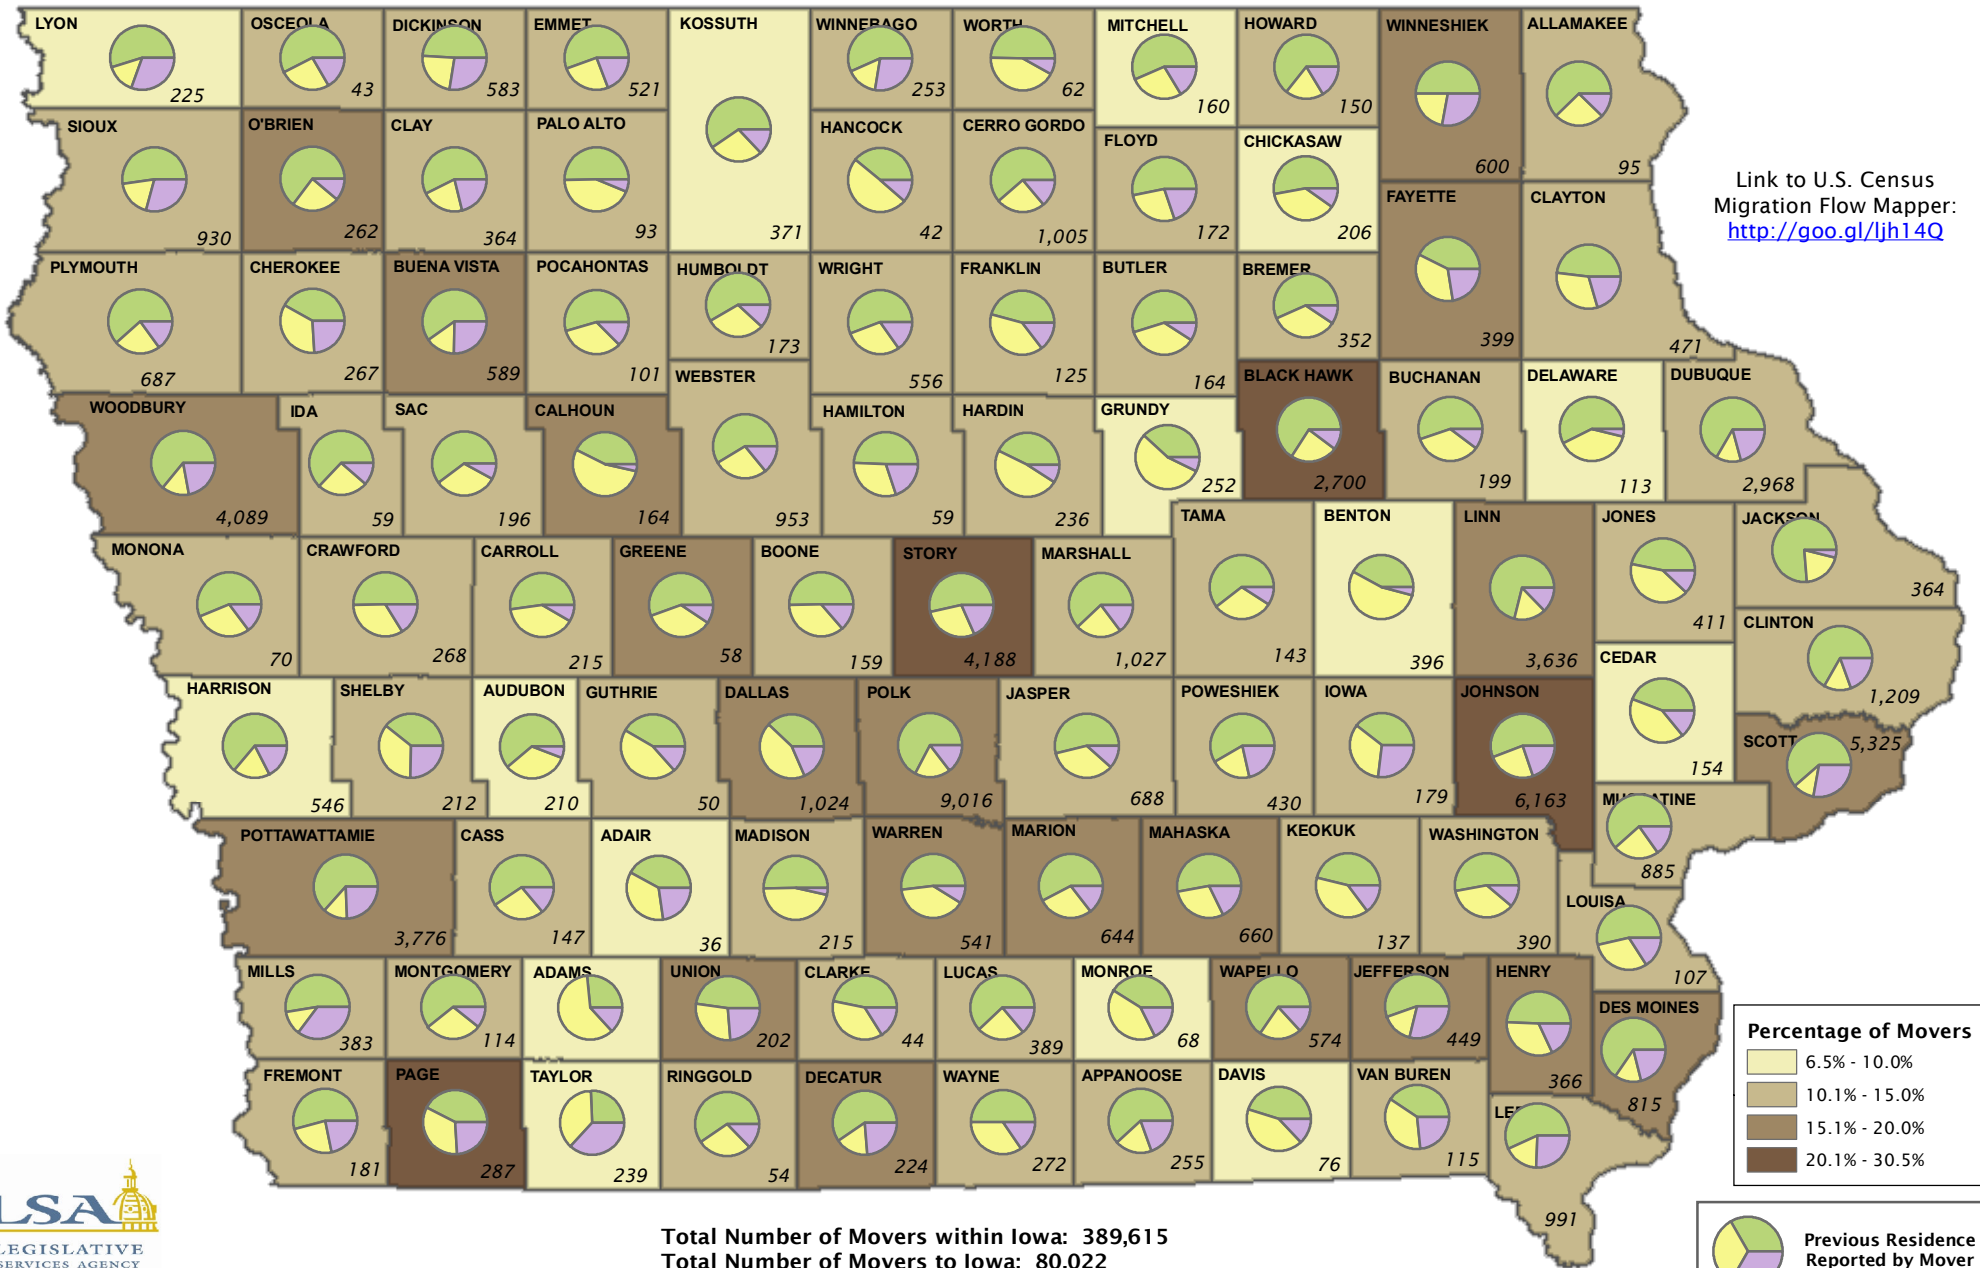 LYON
225
OSCEOLA
43
DICKINSON
583
EMMET
521
KOSSUTH
371
WINNEBAGO
253
WORTH
62
MITCHELL
160
HOWARD
150
WINNESHIEK
600
ALLAMAKEE
95
SIOUX
930
O'BRIEN
262
CLAY
364
PALO ALTO
93
HANCOCK
42
CERRO GORDO
1,005
FLOYD
172
CHICKASAW
206
FAYETTE
399
CLAYTON
471
Link to U.S. Census
Migration Flow Mapper:
http://goo.gl/ljh14Q
PLYMOUTH
687
CHEROKEE
267
BUENA VISTA
589
POCAHONTAS
101
HUMBOLDT
173
WRIGHT
556
FRANKLIN
125
BUTLER
164
BREMER
352
WOODBURY
4,089
IDA
59
SAC
196
CALHOUN
164
WEBSTER
953
HAMILTON
59
HARDIN
236
GRUNDY
252
BLACK HAWK
2,700
BUCHANAN
199
DELAWARE
113
DUBUQUE
2,968
MONONA
70
CRAWFORD
268
CARROLL
215
GREENE
58
BOONE
159
STORY
4,188
MARSHALL
1,027
TAMA
143
BENTON
396
LINN
3,636
JONES
411
JACKSON
364
HARRISON
546
SHELBY
212
AUDUBON
210
GUTHRIE
50
DALLAS
1,024
POLK
9,016
JASPER
688
POWESHIEK
430
IOWA
179
JOHNSON
6,163
CEDAR
154
CLINTON
1,209
SCOTT
5,325
MUSCATINE
885
POTTAWATTAMIE
3,776
CASS
147
ADAIR
36
MADISON
215
WARREN
541
MARION
644
MAHASKA
660
KEOKUK
137
WASHINGTON
390
LOUISA
107
MILLS
383
MONTGOMERY
114
ADAMS
UNION
202
CLARKE
44
LUCAS
389
MONROE
68
WAPELLO
574
JEFFERSON
449
HENRY
366
DES MOINES
815
FREMONT
181
PAGE
287
TAYLOR
239
RINGGOLD
54
DECATUR
224
WAYNE
272
APPANOOSE
255
DAVIS
76
VAN BUREN
115
LEE
991
Percentage of Movers
6.5% - 10.0%
10.1% - 15.0%
15.1% - 20.0%
20.1% - 30.5%
Previous Residence
Reported by Mover
LSA
LEGISLATIVE
SERVICES AGENCY
Total Number of Movers within Iowa: 389,615
Total Number of Movers to Iowa: 80,022